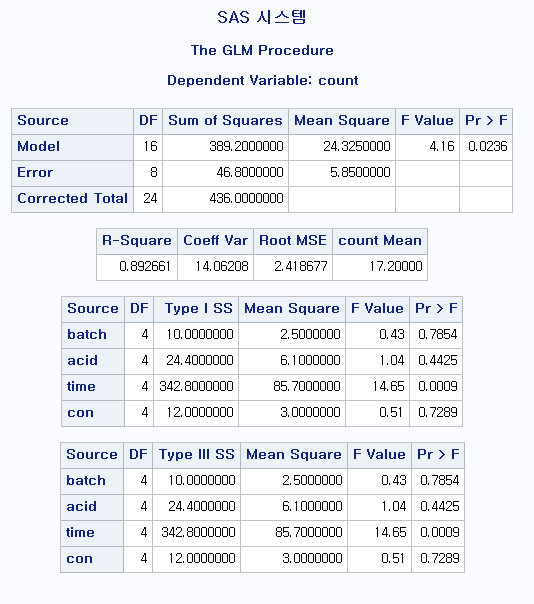 SAS 시스템
The GLM Procedure
Dependent Variable: count
Source DF Sum of Squares Mean Square F Value Pr > F
Model 16 389.2000000 24.3250000 4.16 0.0236
Error 8 46.8000000 5.8500000
Corrected Total 24 436.0000000
R-Square Coeff Var Root MSE count Mean
0.892661 14.06208 2.418677 17.20000
Source DF Type I SS Mean Square F Value Pr > F
batch 4 10.0000000 2.5000000 0.43 0.7854
acid 4 24.4000000 6.1000000 1.04 0.4425
time 4 342.8000000 85.7000000 14.65 0.0009
con 4 12.0000000 3.0000000 0.51 0.7289
Source DF Type III SS Mean Square F Value Pr > F
batch 4 10.0000000 2.5000000 0.43 0.7854
acid 4 24.4000000 6.1000000 1.04 0.4425
time 4 342.8000000 85.7000000 14.65 0.0009
con 4 12.0000000 3.0000000 0.51 0.7289